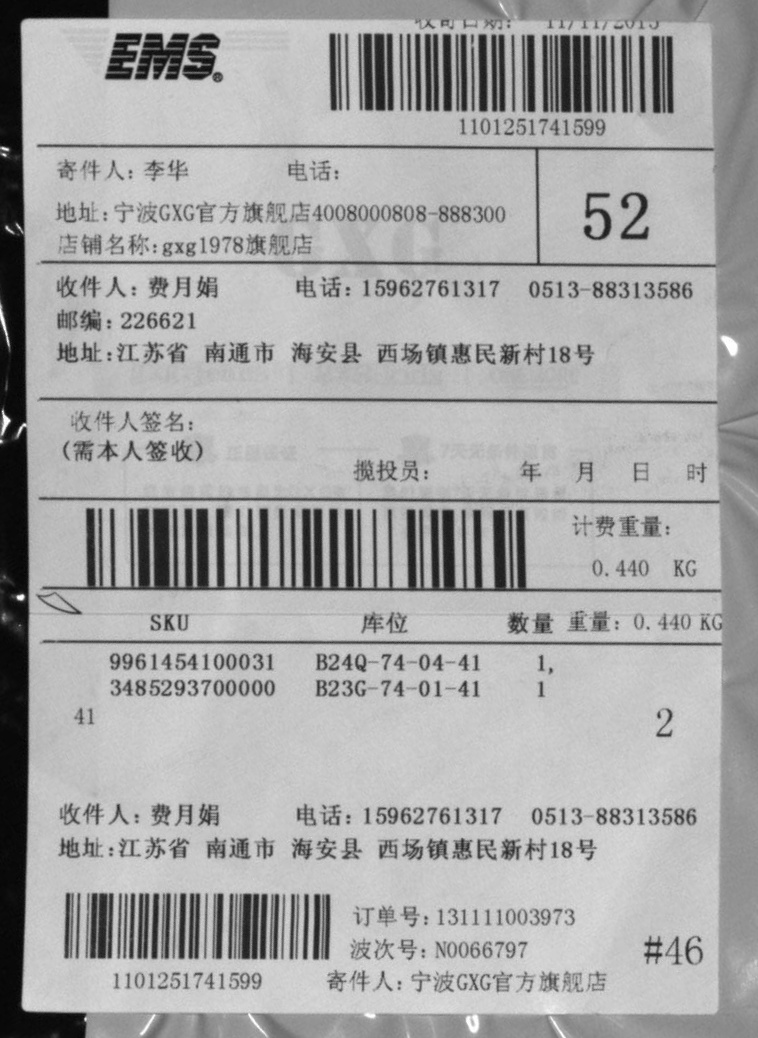 收寄日期: 11/11/2013
EMS®
1101251741599
寄件人: 李华 电话:
地址: 宁波GXG官方旗舰店4008000808-888300
店铺名称: gxg1978旗舰店
52
收件人: 费月娟 电话: 15962761317 0513-88313586
邮编: 226621
地址: 江苏省 南通市 海安县 西场镇惠民新村18号
收件人签名:
(需本人签收)
揽投员: 年 月 日 时
计费重量:
0.440 KG
SKU 库位 数量 重量: 0.440 KG
9961454100031 B24Q-74-04-41 1,
3485293700000 B23G-74-01-41 1
41 2
收件人: 费月娟 电话: 15962761317 0513-88313586
地址: 江苏省 南通市 海安县 西场镇惠民新村18号
订单号: 131111003973
波次号: N0066797
#46
1101251741599 寄件人: 宁波GXG官方旗舰店